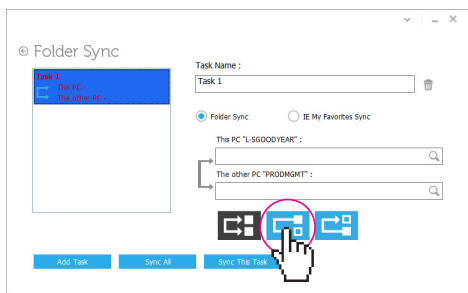 Folder Sync
Task Name :
Task 1
This PC -
The other PC -
Task 1
Folder Sync
IE My Favorites Sync
This PC "L-SGOODYEAR" :
The other PC "PRODMGMT" :
Add Task
Sync All
Sync This Task